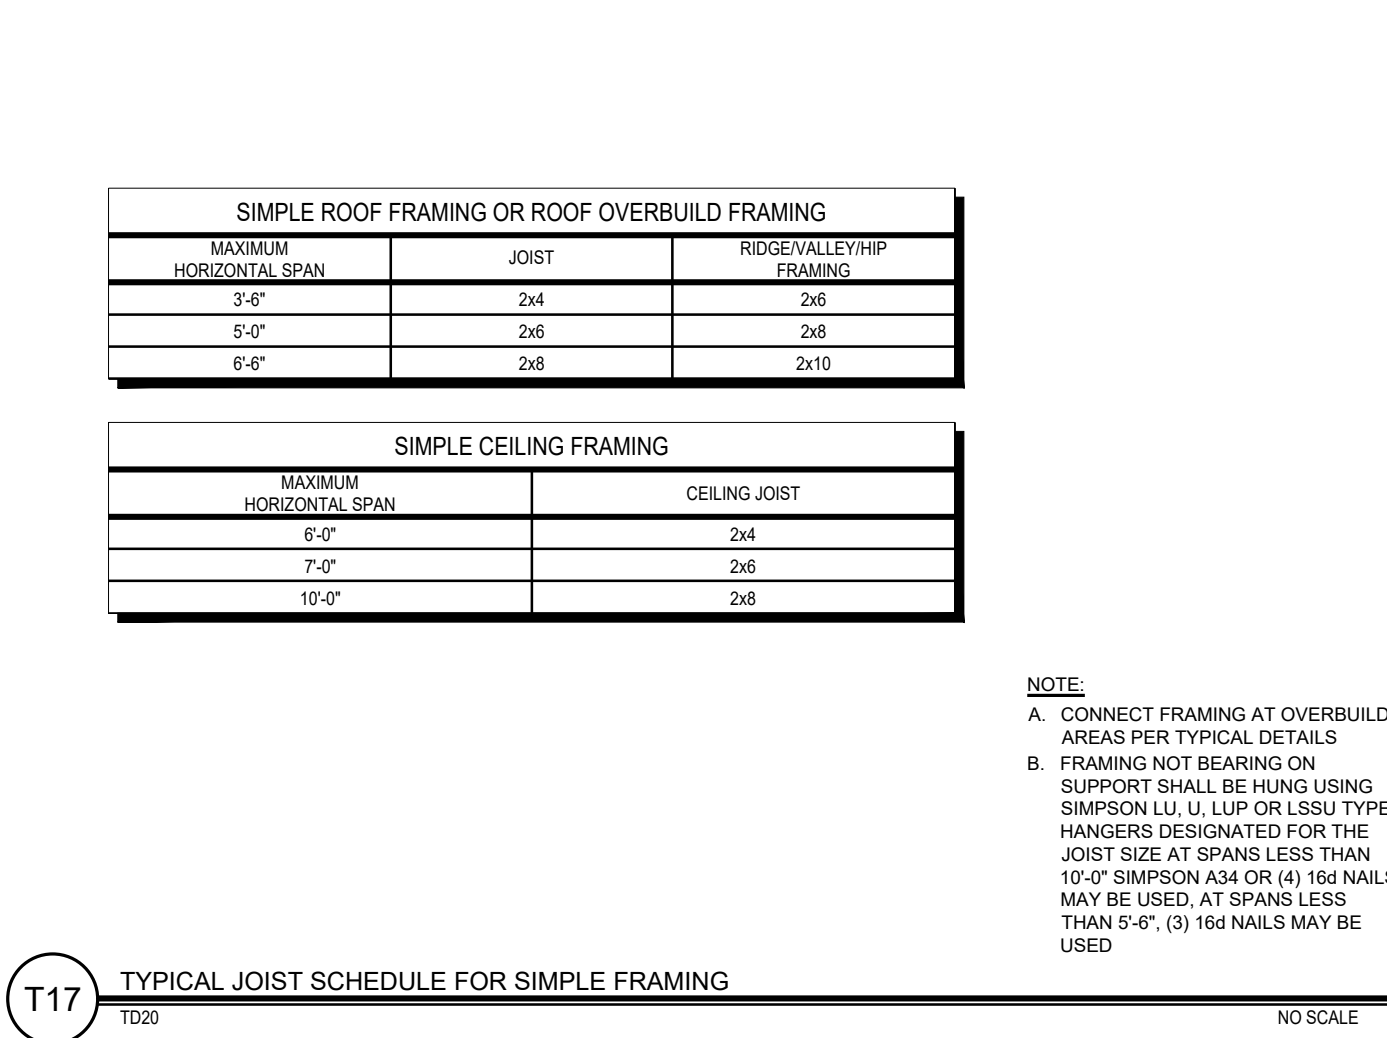 SIMPLE ROOF FRAMING OR ROOF OVERBUILD FRAMING
MAXIMUM HORIZONTAL SPAN JOIST RIDGE/VALLEY/HIP FRAMING
3'-6" 2x4 2x6
5'-0" 2x6 2x8
6'-6" 2x8 2x10
SIMPLE CEILING FRAMING
MAXIMUM HORIZONTAL SPAN CEILING JOIST
6'-0" 2x4
7'-0" 2x6
10'-0" 2x8
NOTE:
A. CONNECT FRAMING AT OVERBUILD
AREAS PER TYPICAL DETAILS
B. FRAMING NOT BEARING ON
SUPPORT SHALL BE HUNG USING
SIMPSON LU, U, LUP OR LSSU TYPE
HANGERS DESIGNATED FOR THE
JOIST SIZE AT SPANS LESS THAN
10'-0" SIMPSON A34 OR (4) 16d NAILS
MAY BE USED, AT SPANS LESS
THAN 5'-6", (3) 16d NAILS MAY BE
USED
T17
TYPICAL JOIST SCHEDULE FOR SIMPLE FRAMING
TD20 NO SCALE